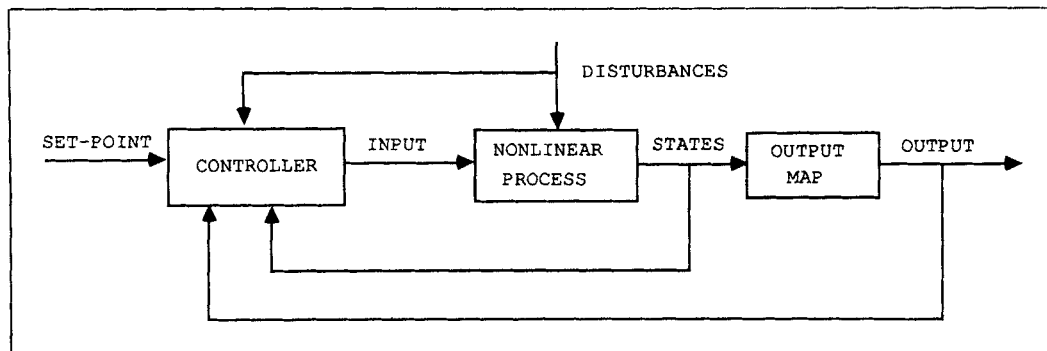 DISTURBANCES
SET-POINT
CONTROLLER
INPUT
NONLINEAR
PROCESS
STATES
OUTPUT
MAP
OUTPUT